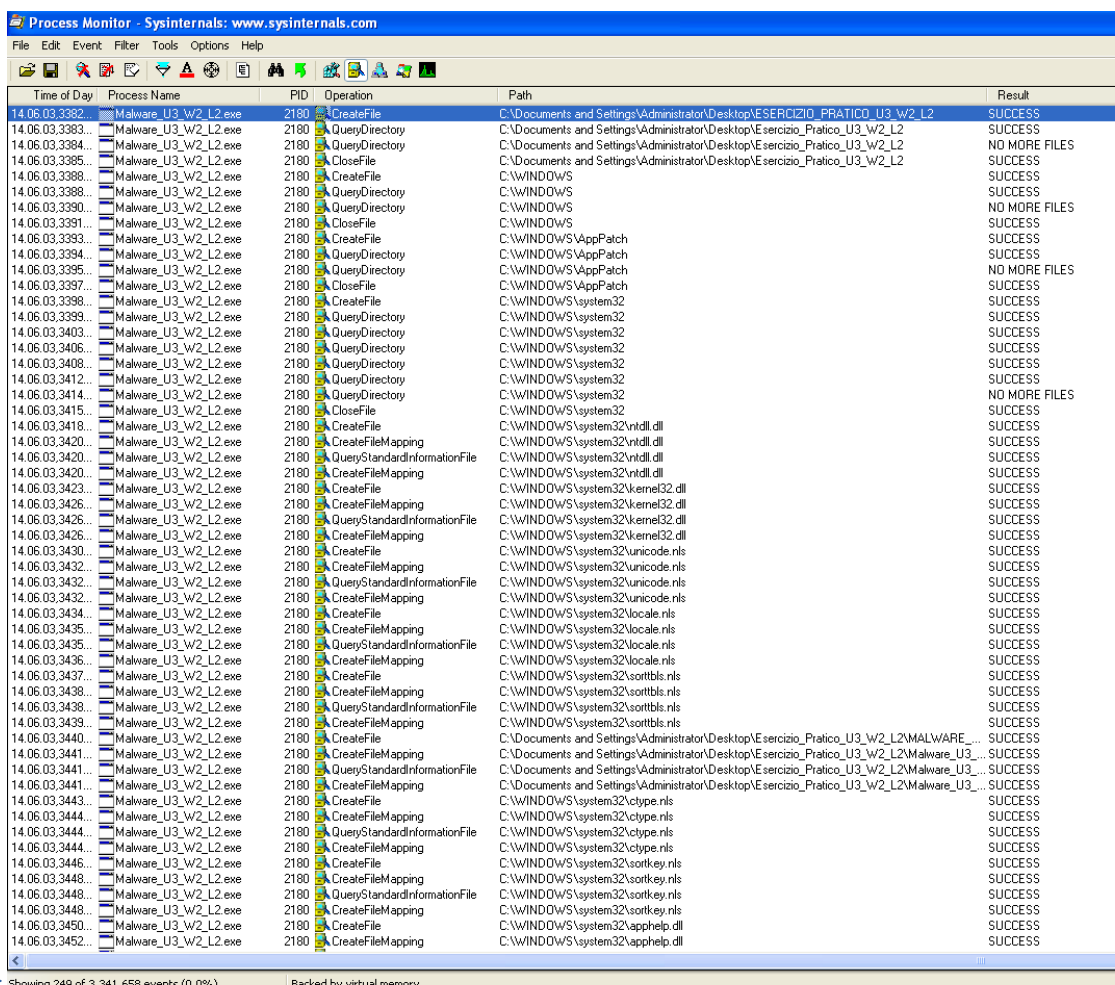 Process Monitor - Sysinternals: www.sysinternals.com
File Edit Event Filter Tools Options Help
Time of Day Process Name PID Operation Path Result
14.06.03,3382... Malware_U3_W2_L2.exe 2180 CreateFile C:\Documents and Settings\Administrator\Desktop\ESERCIZIO_PRATICO_U3_W2_L2 SUCCESS
14.06.03,3383... Malware_U3_W2_L2.exe 2180 QueryDirectory C:\Documents and Settings\Administrator\Desktop\Esercizio_Pratico_U3_W2_L2 SUCCESS
14.06.03,3384... Malware_U3_W2_L2.exe 2180 QueryDirectory C:\Documents and Settings\Administrator\Desktop\Esercizio_Pratico_U3_W2_L2 NO MORE FILES
14.06.03,3385... Malware_U3_W2_L2.exe 2180 CloseFile C:\Documents and Settings\Administrator\Desktop\Esercizio_Pratico_U3_W2_L2 SUCCESS
14.06.03,3388... Malware_U3_W2_L2.exe 2180 CreateFile C:\WINDOWS SUCCESS
14.06.03,3388... Malware_U3_W2_L2.exe 2180 QueryDirectory C:\WINDOWS SUCCESS
14.06.03,3390... Malware_U3_W2_L2.exe 2180 QueryDirectory C:\WINDOWS NO MORE FILES
14.06.03,3391... Malware_U3_W2_L2.exe 2180 CloseFile C:\WINDOWS SUCCESS
14.06.03,3393... Malware_U3_W2_L2.exe 2180 CreateFile C:\WINDOWS\AppPatch SUCCESS
14.06.03,3394... Malware_U3_W2_L2.exe 2180 QueryDirectory C:\WINDOWS\AppPatch SUCCESS
14.06.03,3395... Malware_U3_W2_L2.exe 2180 QueryDirectory C:\WINDOWS\AppPatch NO MORE FILES
14.06.03,3397... Malware_U3_W2_L2.exe 2180 CloseFile C:\WINDOWS\AppPatch SUCCESS
14.06.03,3398... Malware_U3_W2_L2.exe 2180 CreateFile C:\WINDOWS\system32 SUCCESS
14.06.03,3399... Malware_U3_W2_L2.exe 2180 QueryDirectory C:\WINDOWS\system32 SUCCESS
14.06.03,3403... Malware_U3_W2_L2.exe 2180 QueryDirectory C:\WINDOWS\system32 SUCCESS
14.06.03,3406... Malware_U3_W2_L2.exe 2180 QueryDirectory C:\WINDOWS\system32 SUCCESS
14.06.03,3408... Malware_U3_W2_L2.exe 2180 QueryDirectory C:\WINDOWS\system32 SUCCESS
14.06.03,3412... Malware_U3_W2_L2.exe 2180 QueryDirectory C:\WINDOWS\system32 SUCCESS
14.06.03,3414... Malware_U3_W2_L2.exe 2180 QueryDirectory C:\WINDOWS\system32 NO MORE FILES
14.06.03,3415... Malware_U3_W2_L2.exe 2180 CloseFile C:\WINDOWS\system32 SUCCESS
14.06.03,3418... Malware_U3_W2_L2.exe 2180 CreateFile C:\WINDOWS\system32\ntdll.dll SUCCESS
14.06.03,3420... Malware_U3_W2_L2.exe 2180 CreateFileMapping C:\WINDOWS\system32\ntdll.dll SUCCESS
14.06.03,3420... Malware_U3_W2_L2.exe 2180 QueryStandardInformationFile C:\WINDOWS\system32\ntdll.dll SUCCESS
14.06.03,3420... Malware_U3_W2_L2.exe 2180 CreateFileMapping C:\WINDOWS\system32\ntdll.dll SUCCESS
14.06.03,3423... Malware_U3_W2_L2.exe 2180 CreateFile C:\WINDOWS\system32\kernel32.dll SUCCESS
14.06.03,3426... Malware_U3_W2_L2.exe 2180 CreateFileMapping C:\WINDOWS\system32\kernel32.dll SUCCESS
14.06.03,3426... Malware_U3_W2_L2.exe 2180 QueryStandardInformationFile C:\WINDOWS\system32\kernel32.dll SUCCESS
14.06.03,3426... Malware_U3_W2_L2.exe 2180 CreateFileMapping C:\WINDOWS\system32\kernel32.dll SUCCESS
14.06.03,3430... Malware_U3_W2_L2.exe 2180 CreateFile C:\WINDOWS\system32\unicode.nls SUCCESS
14.06.03,3432... Malware_U3_W2_L2.exe 2180 CreateFileMapping C:\WINDOWS\system32\unicode.nls SUCCESS
14.06.03,3432... Malware_U3_W2_L2.exe 2180 QueryStandardInformationFile C:\WINDOWS\system32\unicode.nls SUCCESS
14.06.03,3432... Malware_U3_W2_L2.exe 2180 CreateFileMapping C:\WINDOWS\system32\unicode.nls SUCCESS
14.06.03,3434... Malware_U3_W2_L2.exe 2180 CreateFile C:\WINDOWS\system32\locale.nls SUCCESS
14.06.03,3435... Malware_U3_W2_L2.exe 2180 CreateFileMapping C:\WINDOWS\system32\locale.nls SUCCESS
14.06.03,3435... Malware_U3_W2_L2.exe 2180 QueryStandardInformationFile C:\WINDOWS\system32\locale.nls SUCCESS
14.06.03,3436... Malware_U3_W2_L2.exe 2180 CreateFileMapping C:\WINDOWS\system32\locale.nls SUCCESS
14.06.03,3437... Malware_U3_W2_L2.exe 2180 CreateFile C:\WINDOWS\system32\sorttbls.nls SUCCESS
14.06.03,3438... Malware_U3_W2_L2.exe 2180 CreateFileMapping C:\WINDOWS\system32\sorttbls.nls SUCCESS
14.06.03,3438... Malware_U3_W2_L2.exe 2180 QueryStandardInformationFile C:\WINDOWS\system32\sorttbls.nls SUCCESS
14.06.03,3439... Malware_U3_W2_L2.exe 2180 CreateFileMapping C:\WINDOWS\system32\sorttbls.nls SUCCESS
14.06.03,3440... Malware_U3_W2_L2.exe 2180 CreateFile C:\Documents and Settings\Administrator\Desktop\Esercizio_Pratico_U3_W2_L2\MALWARE_... SUCCESS
14.06.03,3441... Malware_U3_W2_L2.exe 2180 CreateFileMapping C:\Documents and Settings\Administrator\Desktop\Esercizio_Pratico_U3_W2_L2\Malware_U3_... SUCCESS
14.06.03,3441... Malware_U3_W2_L2.exe 2180 QueryStandardInformationFile C:\Documents and Settings\Administrator\Desktop\Esercizio_Pratico_U3_W2_L2\Malware_U3_... SUCCESS
14.06.03,3441... Malware_U3_W2_L2.exe 2180 CreateFileMapping C:\Documents and Settings\Administrator\Desktop\Esercizio_Pratico_U3_W2_L2\Malware_U3_... SUCCESS
14.06.03,3443... Malware_U3_W2_L2.exe 2180 CreateFile C:\WINDOWS\system32\ctype.nls SUCCESS
14.06.03,3444... Malware_U3_W2_L2.exe 2180 CreateFileMapping C:\WINDOWS\system32\ctype.nls SUCCESS
14.06.03,3444... Malware_U3_W2_L2.exe 2180 QueryStandardInformationFile C:\WINDOWS\system32\ctype.nls SUCCESS
14.06.03,3444... Malware_U3_W2_L2.exe 2180 CreateFileMapping C:\WINDOWS\system32\ctype.nls SUCCESS
14.06.03,3446... Malware_U3_W2_L2.exe 2180 CreateFile C:\WINDOWS\system32\sortkey.nls SUCCESS
14.06.03,3448... Malware_U3_W2_L2.exe 2180 CreateFileMapping C:\WINDOWS\system32\sortkey.nls SUCCESS
14.06.03,3448... Malware_U3_W2_L2.exe 2180 QueryStandardInformationFile C:\WINDOWS\system32\sortkey.nls SUCCESS
14.06.03,3448... Malware_U3_W2_L2.exe 2180 CreateFileMapping C:\WINDOWS\system32\sortkey.nls SUCCESS
14.06.03,3450... Malware_U3_W2_L2.exe 2180 CreateFile C:\WINDOWS\system32\apphelp.dll SUCCESS
14.06.03,3452... Malware_U3_W2_L2.exe 2180 CreateFileMapping C:\WINDOWS\system32\apphelp.dll SUCCESS
Showing 249 of 3.341.658 events (0.0%) Backed by virtual memory